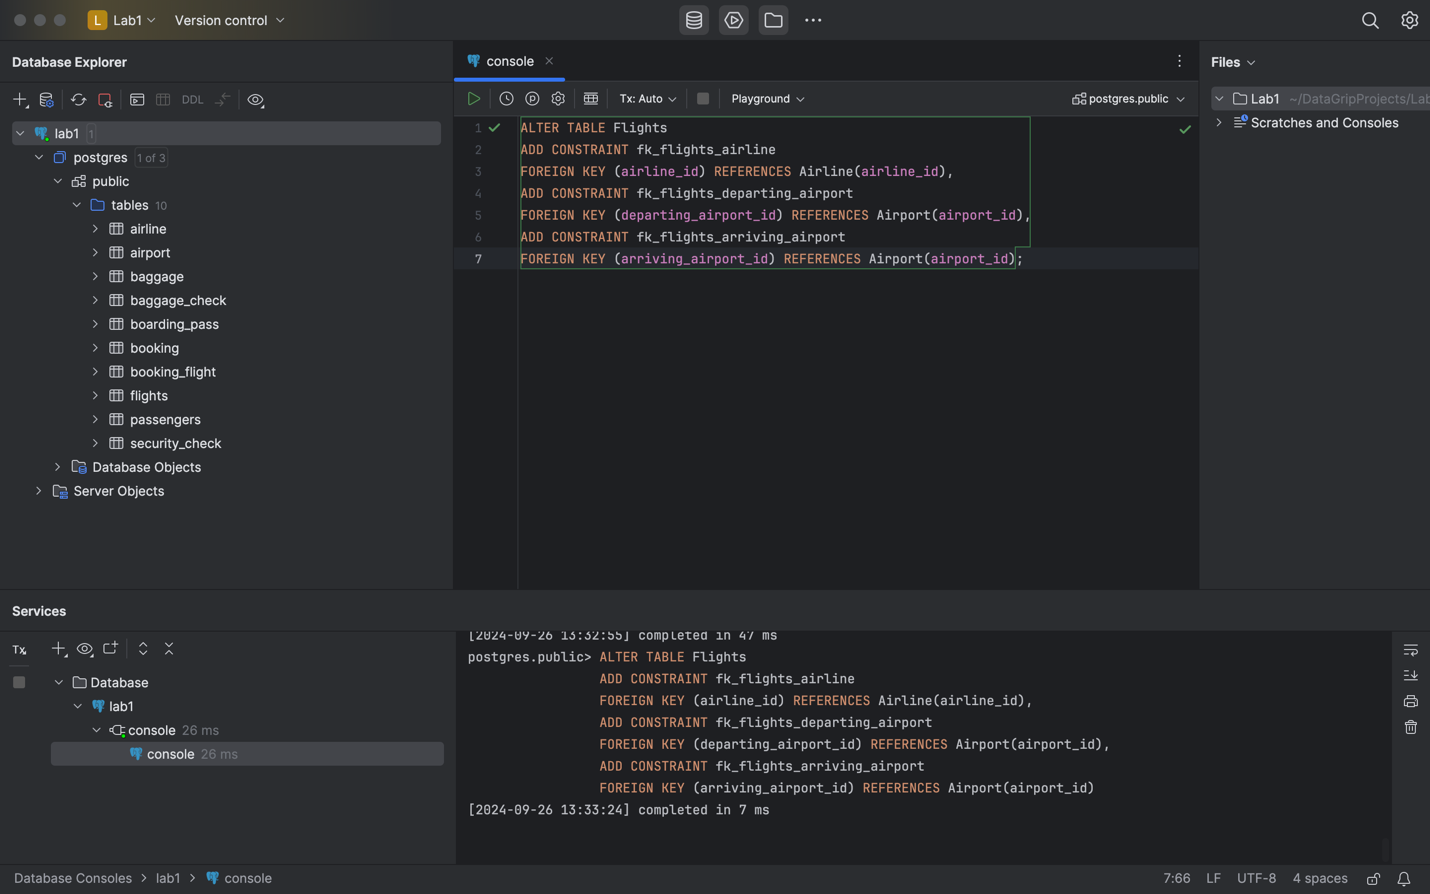 L Lab1 Version control
Database Explorer
DDL
lab1 1
postgres 1 of 3
public
tables 10
airline
airport
baggage
baggage_check
boarding_pass
booking
booking_flight
flights
passengers
security_check
Database Objects
Server Objects
console
Tx: Auto Playground postgres.public
1 ALTER TABLE Flights
2 ADD CONSTRAINT fk_flights_airline
3 FOREIGN KEY (airline_id) REFERENCES Airline(airline_id),
4 ADD CONSTRAINT fk_flights_departing_airport
5 FOREIGN KEY (departing_airport_id) REFERENCES Airport(airport_id),
6 ADD CONSTRAINT fk_flights_arriving_airport
7 FOREIGN KEY (arriving_airport_id) REFERENCES Airport(airport_id);
Files
Lab1 ~/DataGripProjects/Lab
Scratches and Consoles
Services
Tx
Database
lab1
console 26 ms
console 26 ms
[2024-09-26 13:32:55] completed in 47 ms
postgres.public> ALTER TABLE Flights
ADD CONSTRAINT fk_flights_airline
FOREIGN KEY (airline_id) REFERENCES Airline(airline_id),
ADD CONSTRAINT fk_flights_departing_airport
FOREIGN KEY (departing_airport_id) REFERENCES Airport(airport_id),
ADD CONSTRAINT fk_flights_arriving_airport
FOREIGN KEY (arriving_airport_id) REFERENCES Airport(airport_id)
[2024-09-26 13:33:24] completed in 7 ms
Database Consoles > lab1 > console
7:66 LF UTF-8 4 spaces